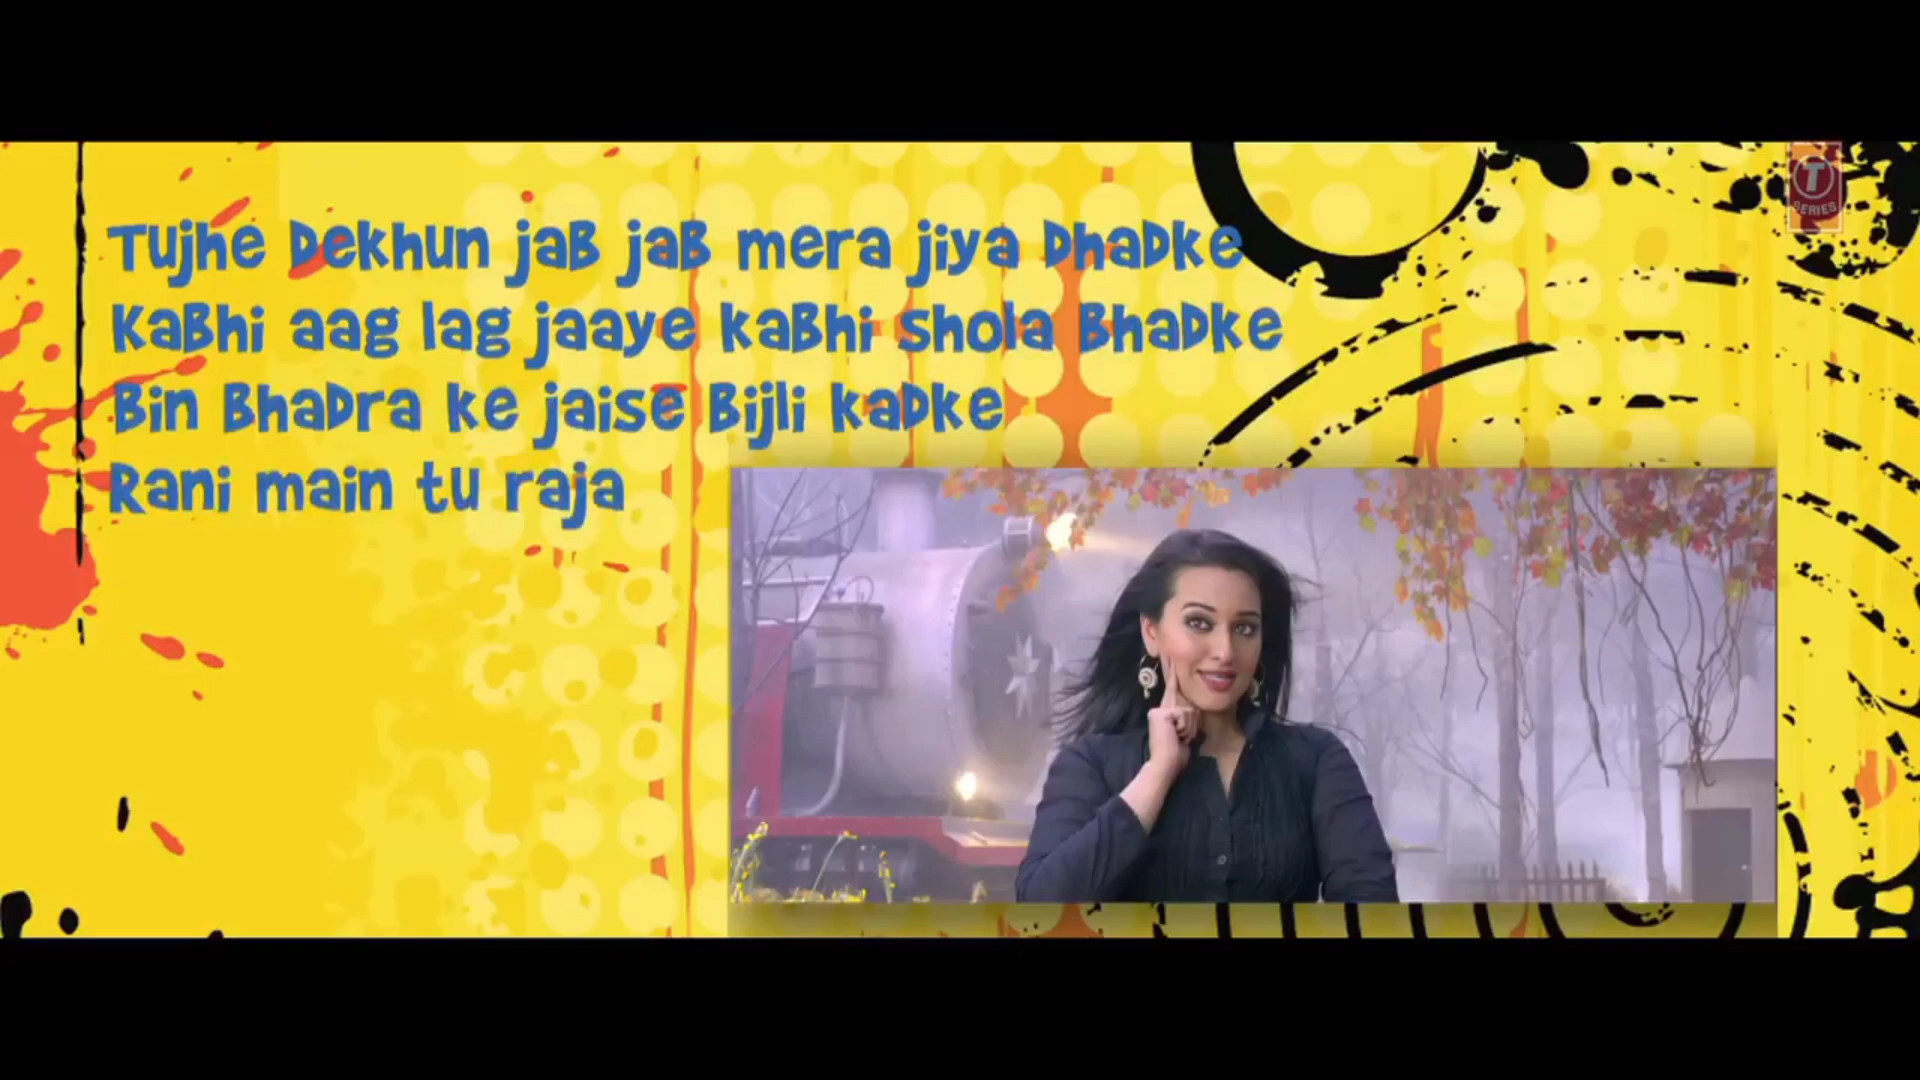 Tujhe Dekhun jaB jaB mera jiya DhaDke
KaBhi aag lag jaaye kaBhi shola BhaDke
Bin BhaDra ke jaise Bijli kaDke
Rani main tu raja
T
SERIES